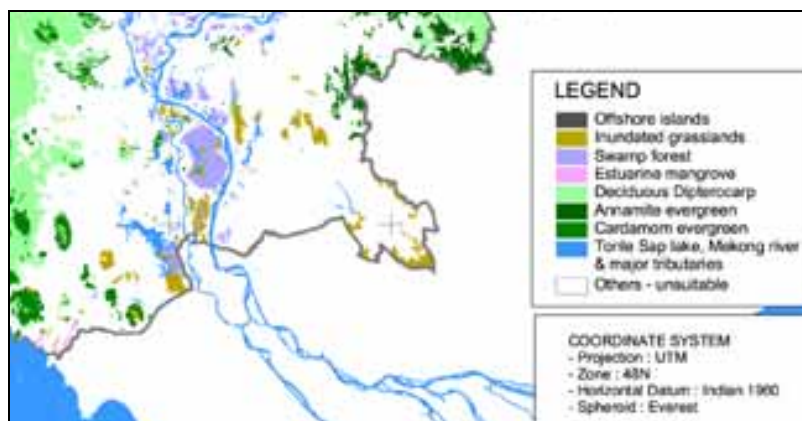 LEGEND
Offshore islands
Inundated grasslands
Swamp forest
Estuarine mangrove
Deciduous Dipterocarp
Annamite evergreen
Cardamom evergreen
Tonle Sap lake, Mekong river
& major tributaries
Others - unsuitable
COORDINATE SYSTEM
- Projection : UTM
- Zone : 48N
- Horizontal Datum : Indian 1960
- Spheroid : Everest